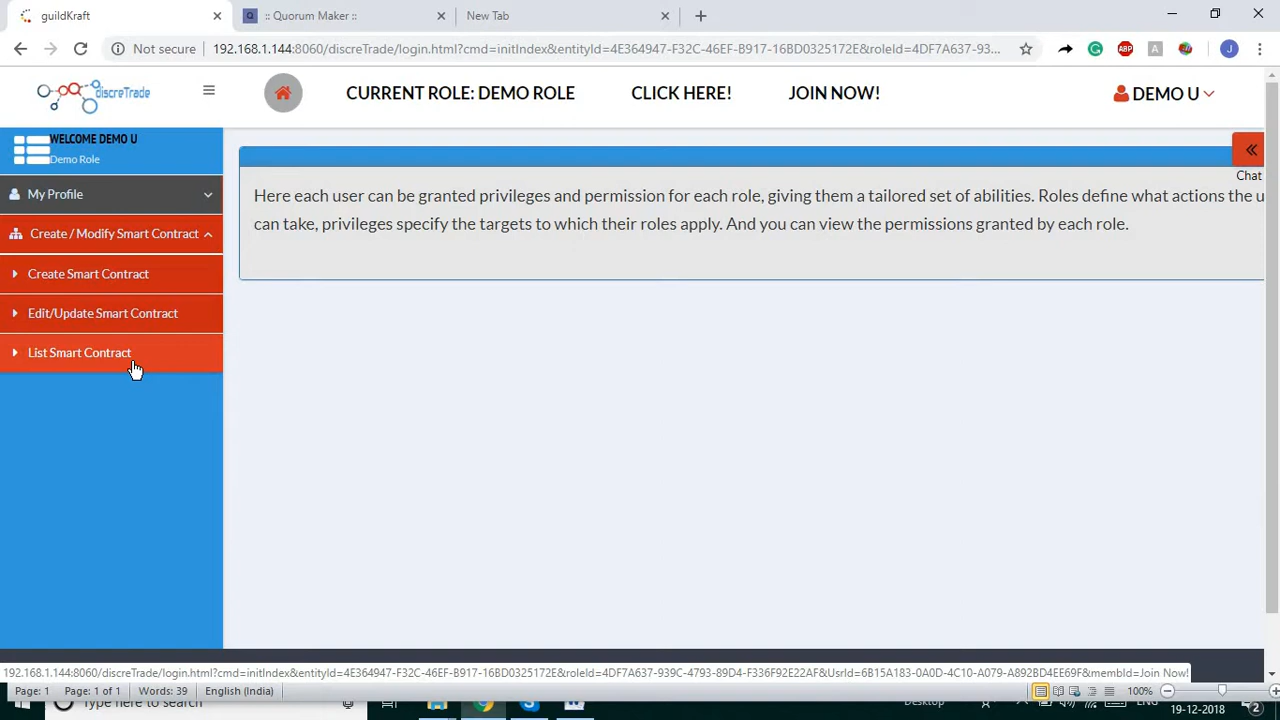 guildKraft
:: Quorum Maker ::
New Tab
Not secure
192.168.1.144:8060/discreTrade/login.html?cmd=initIndex&entityId=4E364947-F32C-46EF-B917-16BD0325172E&roleId=4DF7A637-93...
ABP
A
J
discreTrade
CURRENT ROLE: DEMO ROLE
CLICK HERE!
JOIN NOW!
DEMO U
WELCOME DEMO U
Demo Role
Chat
My Profile
Here each user can be granted privileges and permission for each role, giving them a tailored set of abilities. Roles define what actions the u
can take, privileges specify the targets to which their roles apply. And you can view the permissions granted by each role.
Create / Modify Smart Contract
Create Smart Contract
Edit/Update Smart Contract
List Smart Contract
192.168.1.144:8060/discreTrade/login.html?cmd=initIndex&entityId=4E364947-F32C-46EF-B917-16BD0325172E&roleId=4DF7A637-939C-4793-89D4-F336F92E22AF&UsrId=6B15A183-0A0D-4C10-A079-A892BD4EE69F&membId=Join Now!
Page: 1
Page: 1 of 1
Words: 39
English (India)
100%
Type here to search
Desktop
ENG
19-12-2018
2